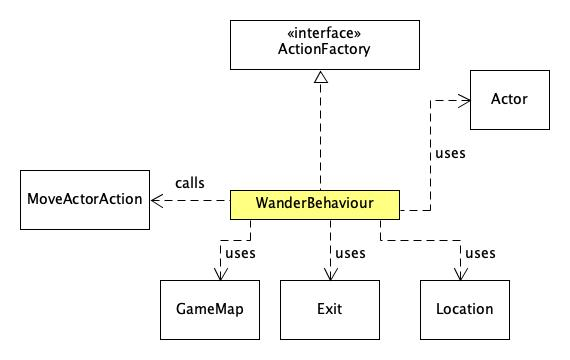 «interface»
ActionFactory
Actor
uses
calls
MoveActorAction
WanderBehaviour
uses
uses
uses
GameMap
Exit
Location